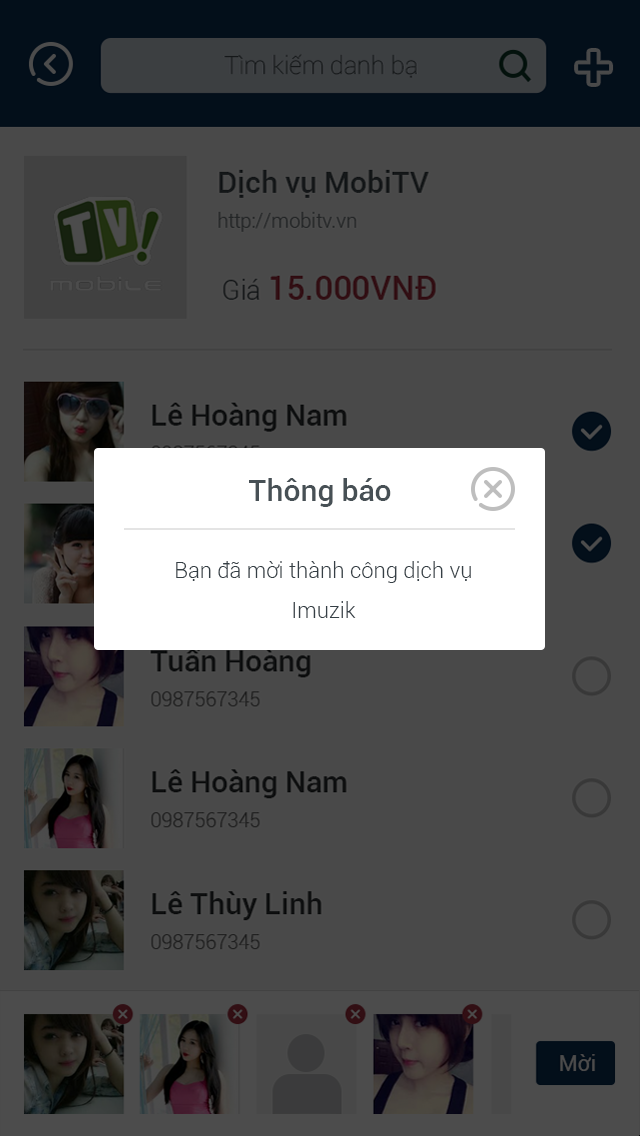 Tìm kiếm danh bạ
Dịch vụ MobiTV
http://mobitv.vn
TV!
mobile
Giá 15.000VNĐ
Lê Hoàng Nam
Thông báo
Bạn đã mời thành công dịch vụ
Imuzik
Tuấn Hoàng
0987567345
Lê Hoàng Nam
0987567345
Lê Thùy Linh
0987567345
Mời